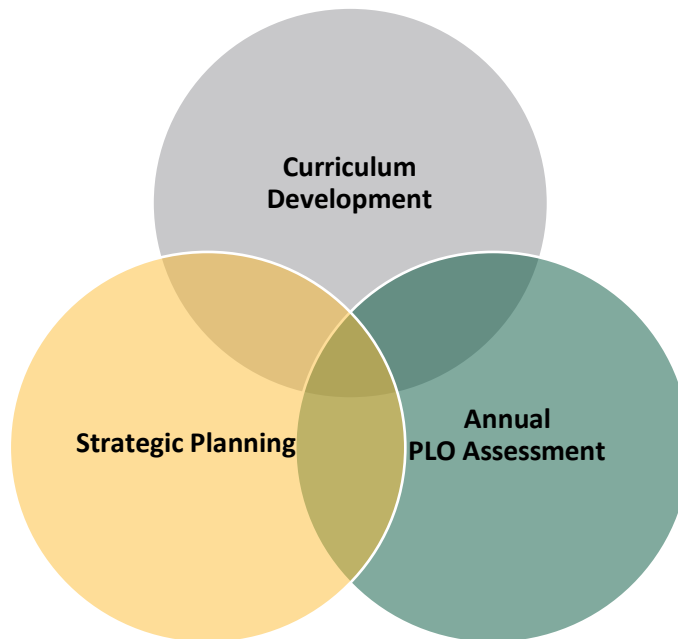 Curriculum
Development
Strategic Planning
Annual
PLO Assessment